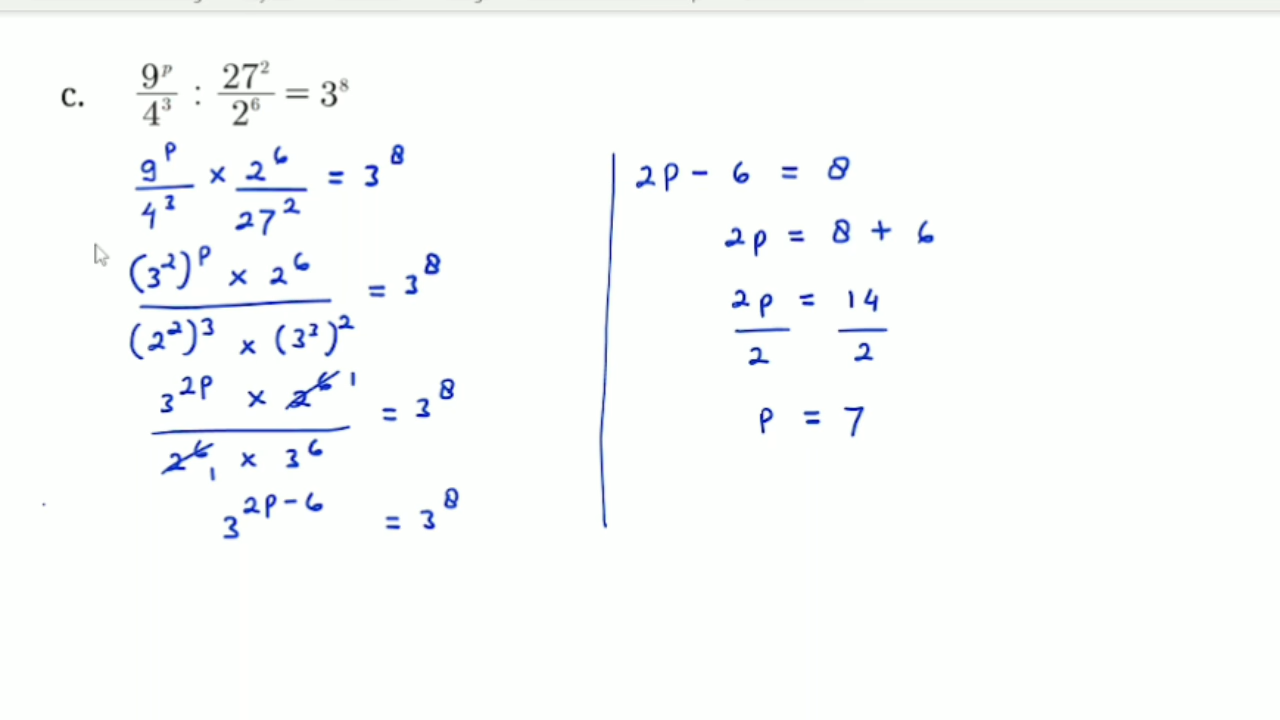 c. 9^p/4^3 : 27^2/2^6 = 3^8
9^p/4^3 × 2^6/27^2 = 3^8
(3^2)^p × 2^6 / (2^2)^3 × (3^3)^2 = 3^8
3^2p × 2^6 1 / 2^6 1 × 3^6 = 3^8
3^2p-6 = 3^8
2p - 6 = 8
2p = 8 + 6
2p/2 = 14/2
p = 7